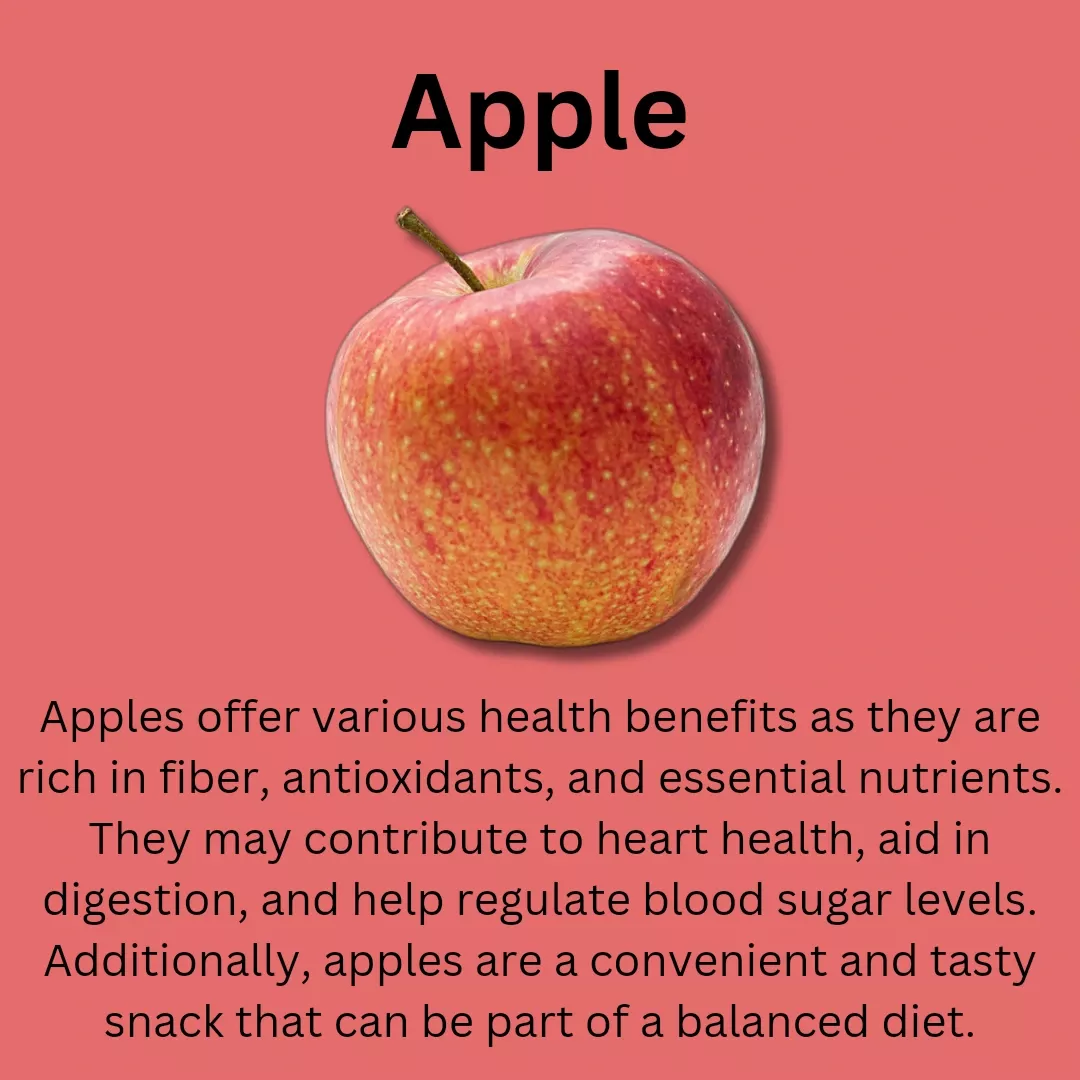 Apple
Apples offer various health benefits as they are
rich in fiber, antioxidants, and essential nutrients.
They may contribute to heart health, aid in
digestion, and help regulate blood sugar levels.
Additionally, apples are a convenient and tasty
snack that can be part of a balanced diet.